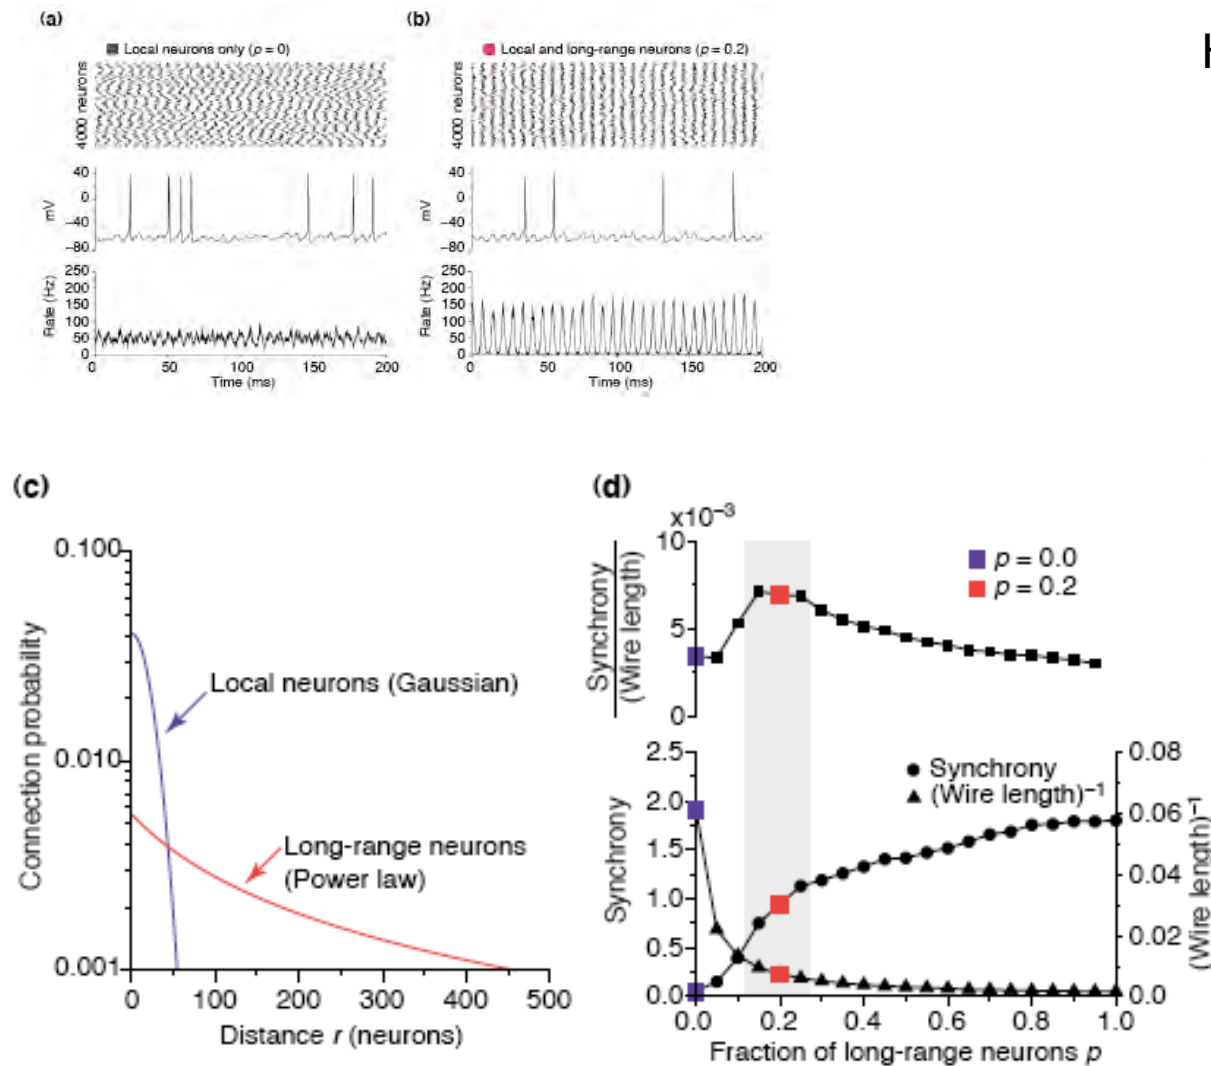 (a)
Local neurons only (p = 0)
4000 neurons
40
0
−40
−80
mV
250
200
150
100
50
0
Rate (Hz)
0 50 100 150 200
Time (ms)
(b)
Local and long-range neurons (p = 0.2)
4000 neurons
40
0
−40
−80
mV
250
200
150
100
50
0
Rate (Hz)
0 50 100 150 200
Time (ms)
(c)
0.100
0.010
0.001
Connection probability
Local neurons (Gaussian)
Long-range neurons
(Power law)
0 100 200 300 400 500
Distance r (neurons)
(d)
x10−3
10
5
0
Synchrony
(Wire length)
p = 0.0
p = 0.2
2.5
2.0
1.5
1.0
0.5
0.0
Synchrony
Synchrony
(Wire length)−1
0.08
0.06
0.04
0.02
0.0
(Wire length)−1
0.0 0.2 0.4 0.6 0.8 1.0
Fraction of long-range neurons p